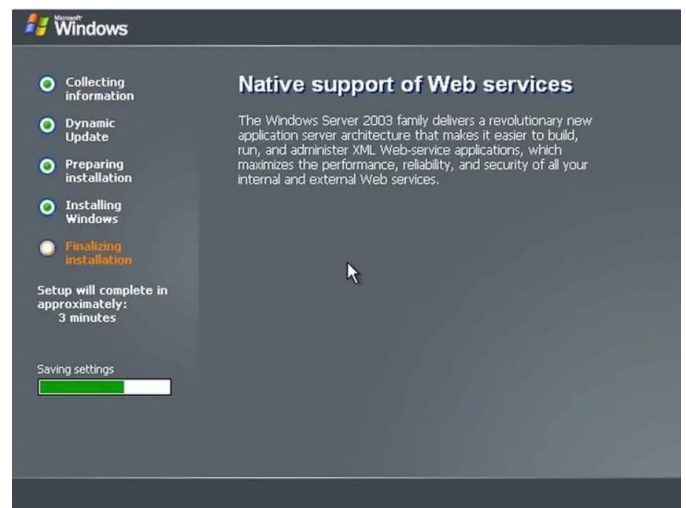 Microsoft
Windows
Collecting
information
Dynamic
Update
Preparing
installation
Installing
Windows
Finalizing
installation
Setup will complete in
approximately:
3 minutes
Saving settings
Native support of Web services
The Windows Server 2003 family delivers a revolutionary new
application server architecture that makes it easier to build,
run, and administer XML Web-service applications, which
maximizes the performance, reliability, and security of all your
internal and external Web services.